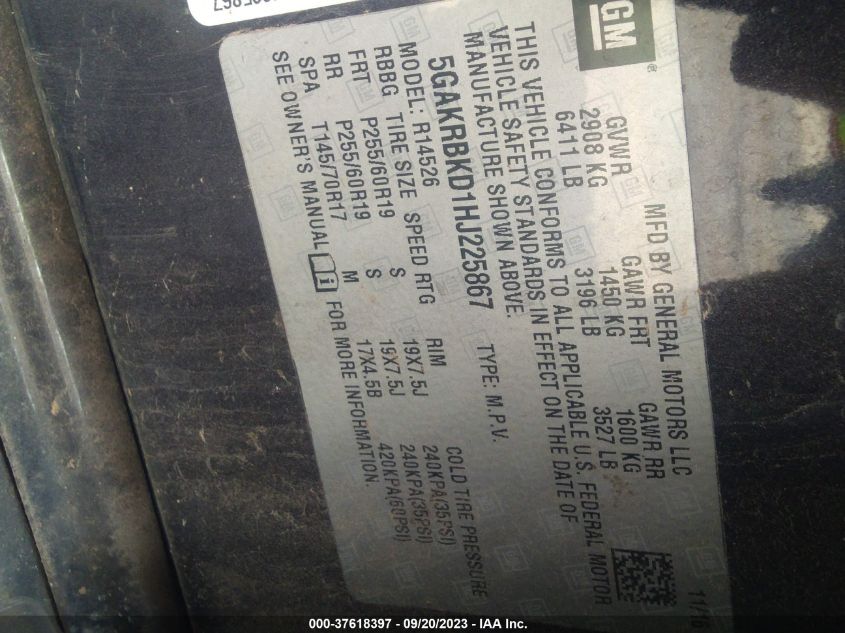 GM
®
MFD BY GENERAL MOTORS LLC 11/16
GVWR GAWR FRT GAWR RR
2908 KG 1450 KG 1600 KG
6411 LB 3196 LB 3527 LB
THIS VEHICLE CONFORMS TO ALL APPLICABLE U.S. FEDERAL MOTOR
VEHICLE SAFETY STANDARDS IN EFFECT ON THE DATE OF
MANUFACTURE SHOWN ABOVE.
5GAKRBKD1HJ225867 TYPE: M.P.V.
MODEL: R14526
RBBG TIRE SIZE SPEED RTG RIM COLD TIRE PRESSURE
FRT P255/60R19 S 19X7.5J 240KPA(35PSI)
RR P255/60R19 S 19X7.5J 240KPA(35PSI)
SPA T145/70R17 M 17X4.5B 420KPA(60PSI)
SEE OWNER'S MANUAL FOR MORE INFORMATION.
000-37618397 - 09/20/2023 - IAA Inc.